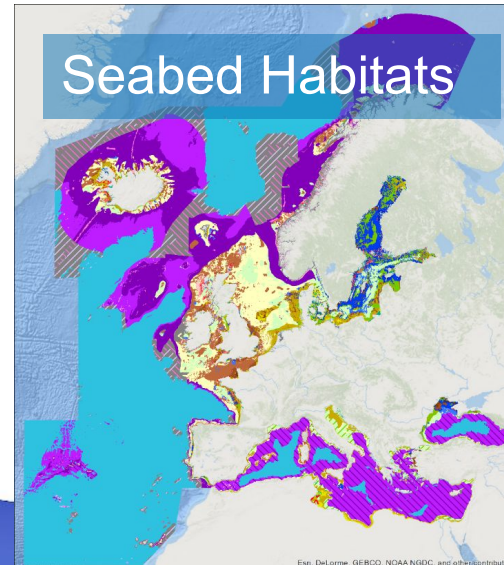 Seabed Habitats
Esri, DeLorme, GEBCO, NOAA NGDC, and other contribut